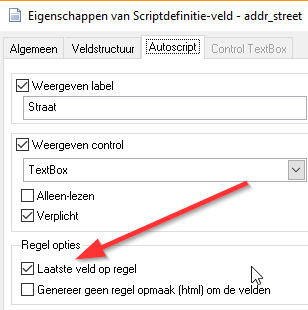 Eigenschappen van Scriptdefinitie-veld - addr_street
Algemeen Veldstructuur Autoscript Control TextBox
Weergeven label
Straat
Weergeven control
TextBox
Alleen-lezen
Verplicht
Regel opties
Laatste veld op regel
Genereer geen regel opmaak (html) om de velden